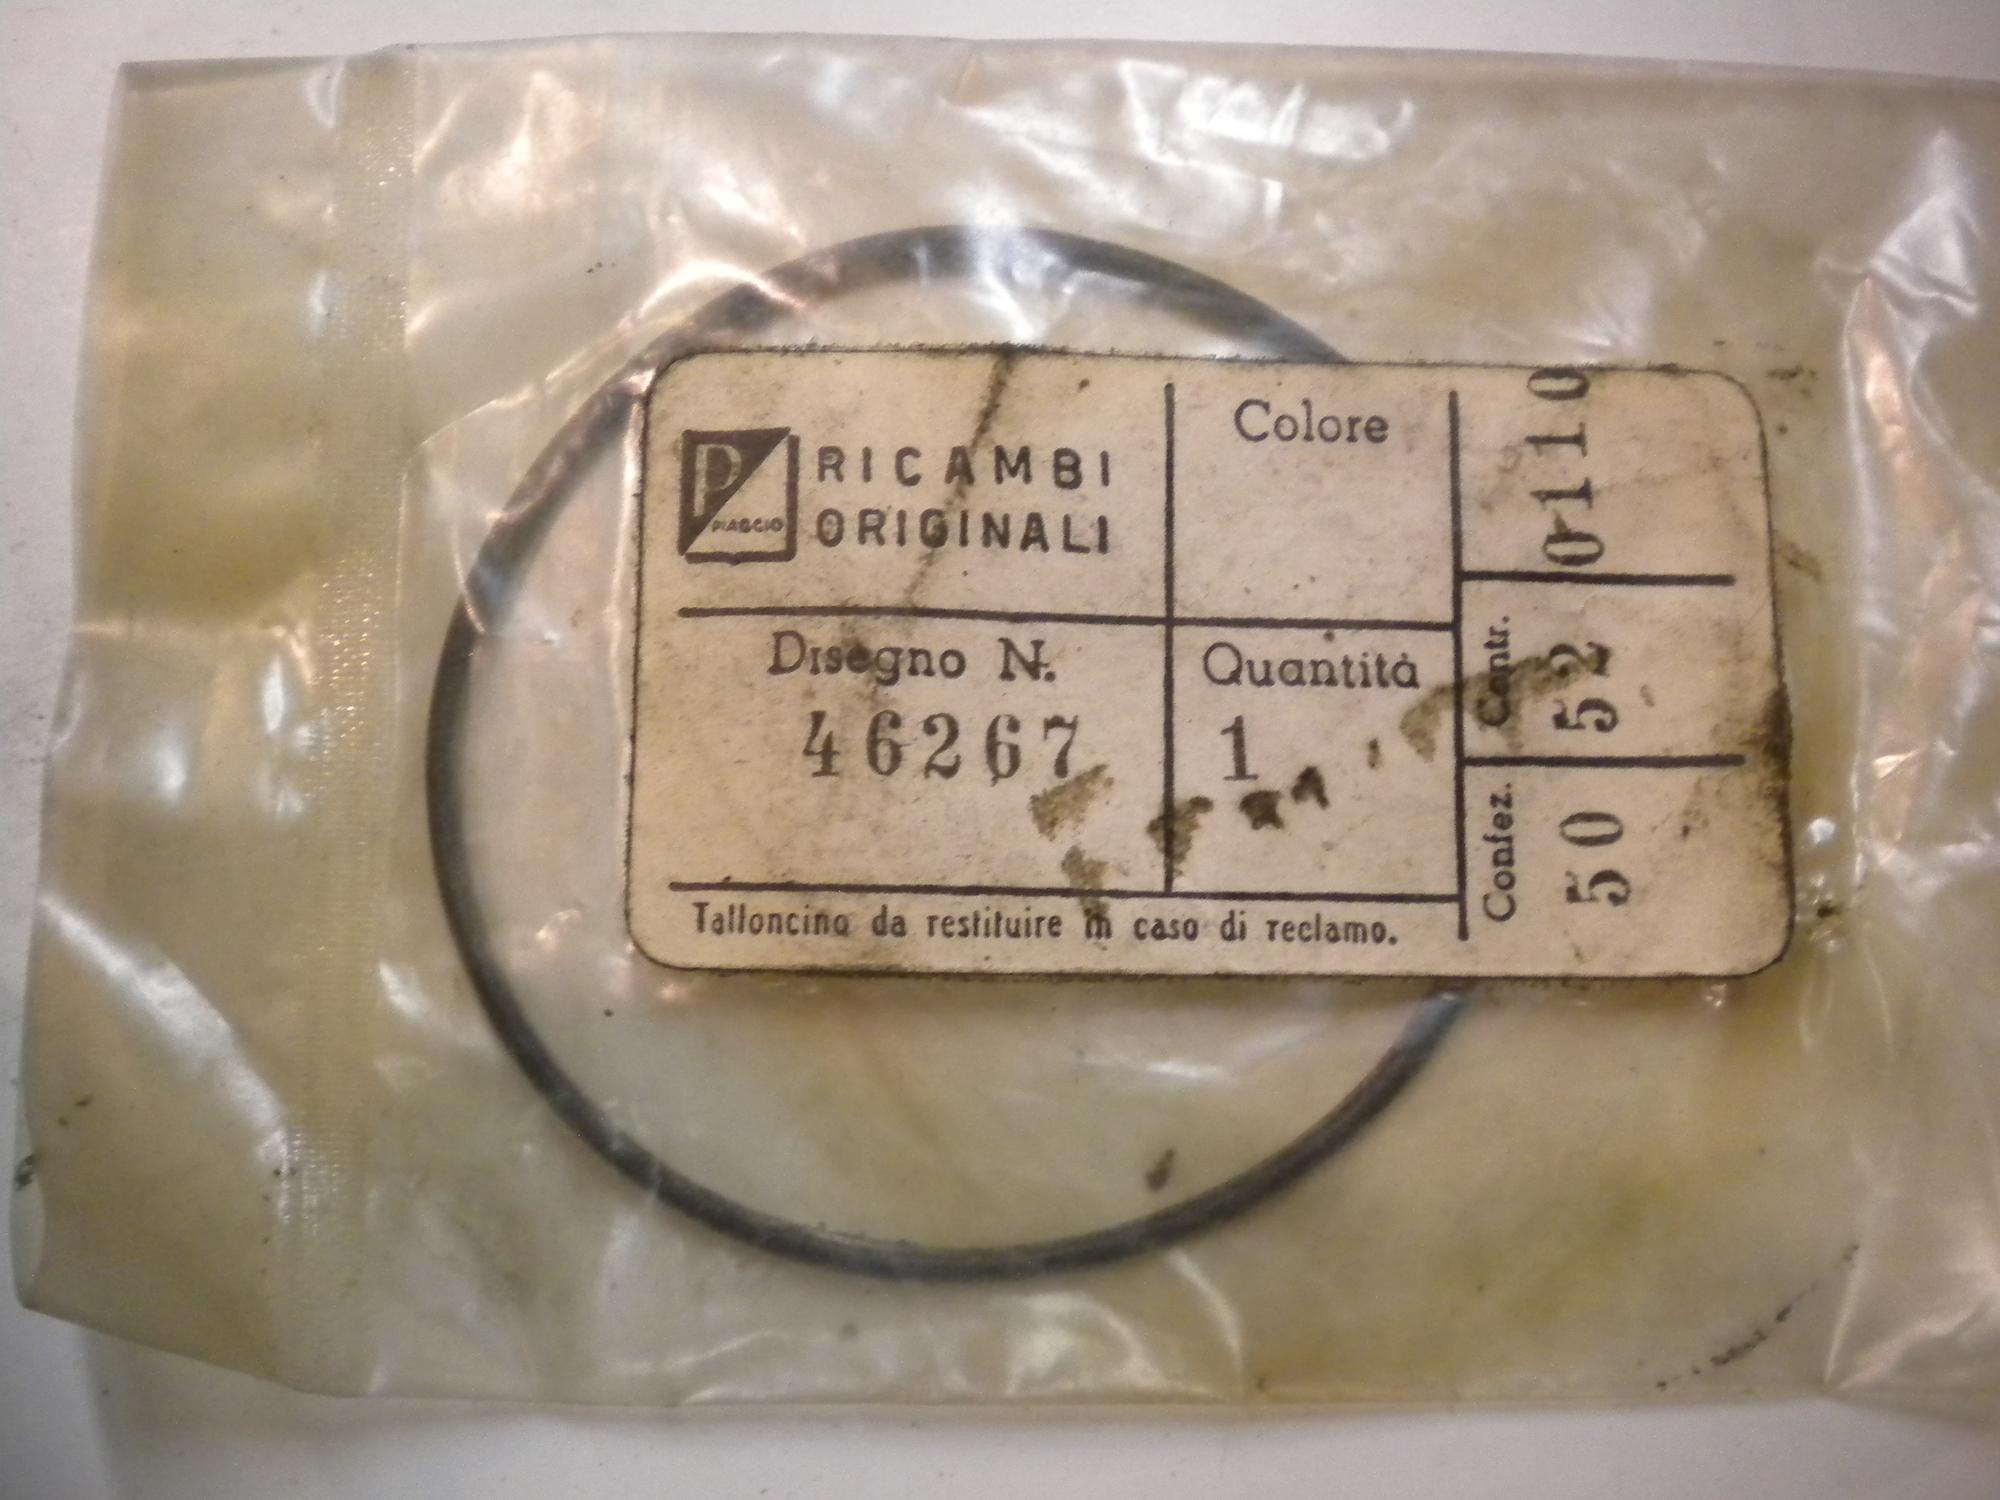 P
PIAGGIO
RICAMBI
ORIGINALI
Colore
Disegno N.
46267
Quantità
1
Talloncino da restituire in caso di reclamo.
0110
Contr.
52
Confez.
50